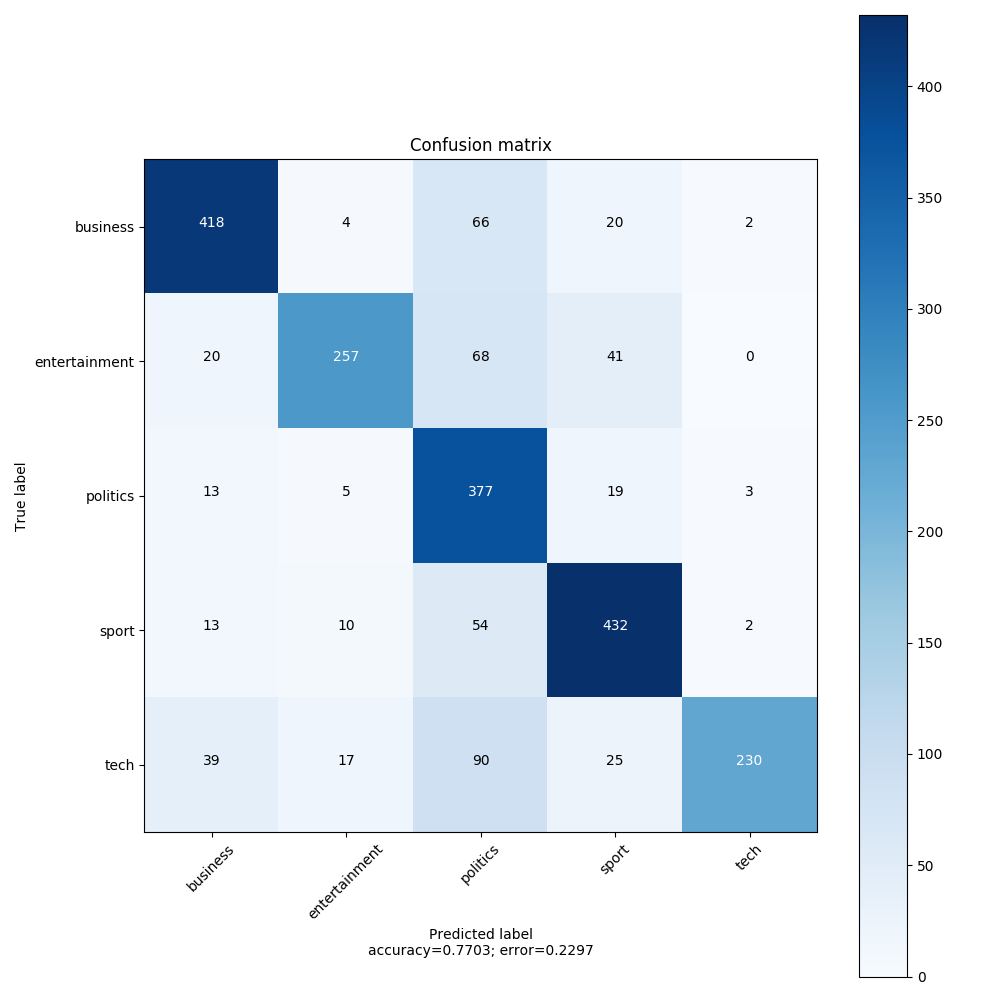 Confusion matrix
True label
business 418 4 66 20 2
entertainment 20 257 68 41 0
politics 13 5 377 19 3
sport 13 10 54 432 2
tech 39 17 90 25 230
business entertainment politics sport tech
Predicted label
accuracy=0.7703; error=0.2297
400
350
300
250
200
150
100
50
0